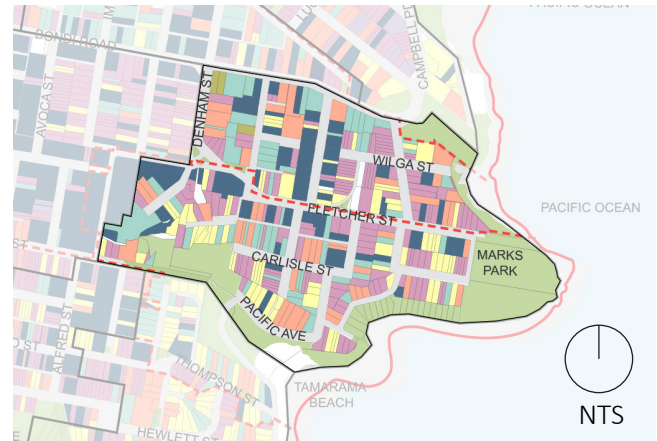 PACIFIC OCEAN
BONDI ROAD
CAMPBELL PD
AVOCA ST
DENHAM ST
WILGA ST
FLETCHER ST
PACIFIC OCEAN
CARLISLE ST
MARKS
PARK
PACIFIC AVE
ALFRED ST
THOMPSON ST
TAMARAMA
BEACH
HEWLETT ST
NTS